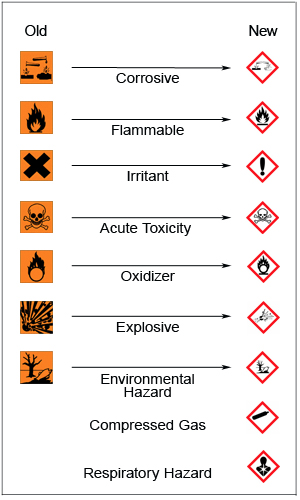 Old New
Corrosive
Flammable
Irritant
Acute Toxicity
Oxidizer
Explosive
Environmental
Hazard
Compressed Gas
Respiratory Hazard